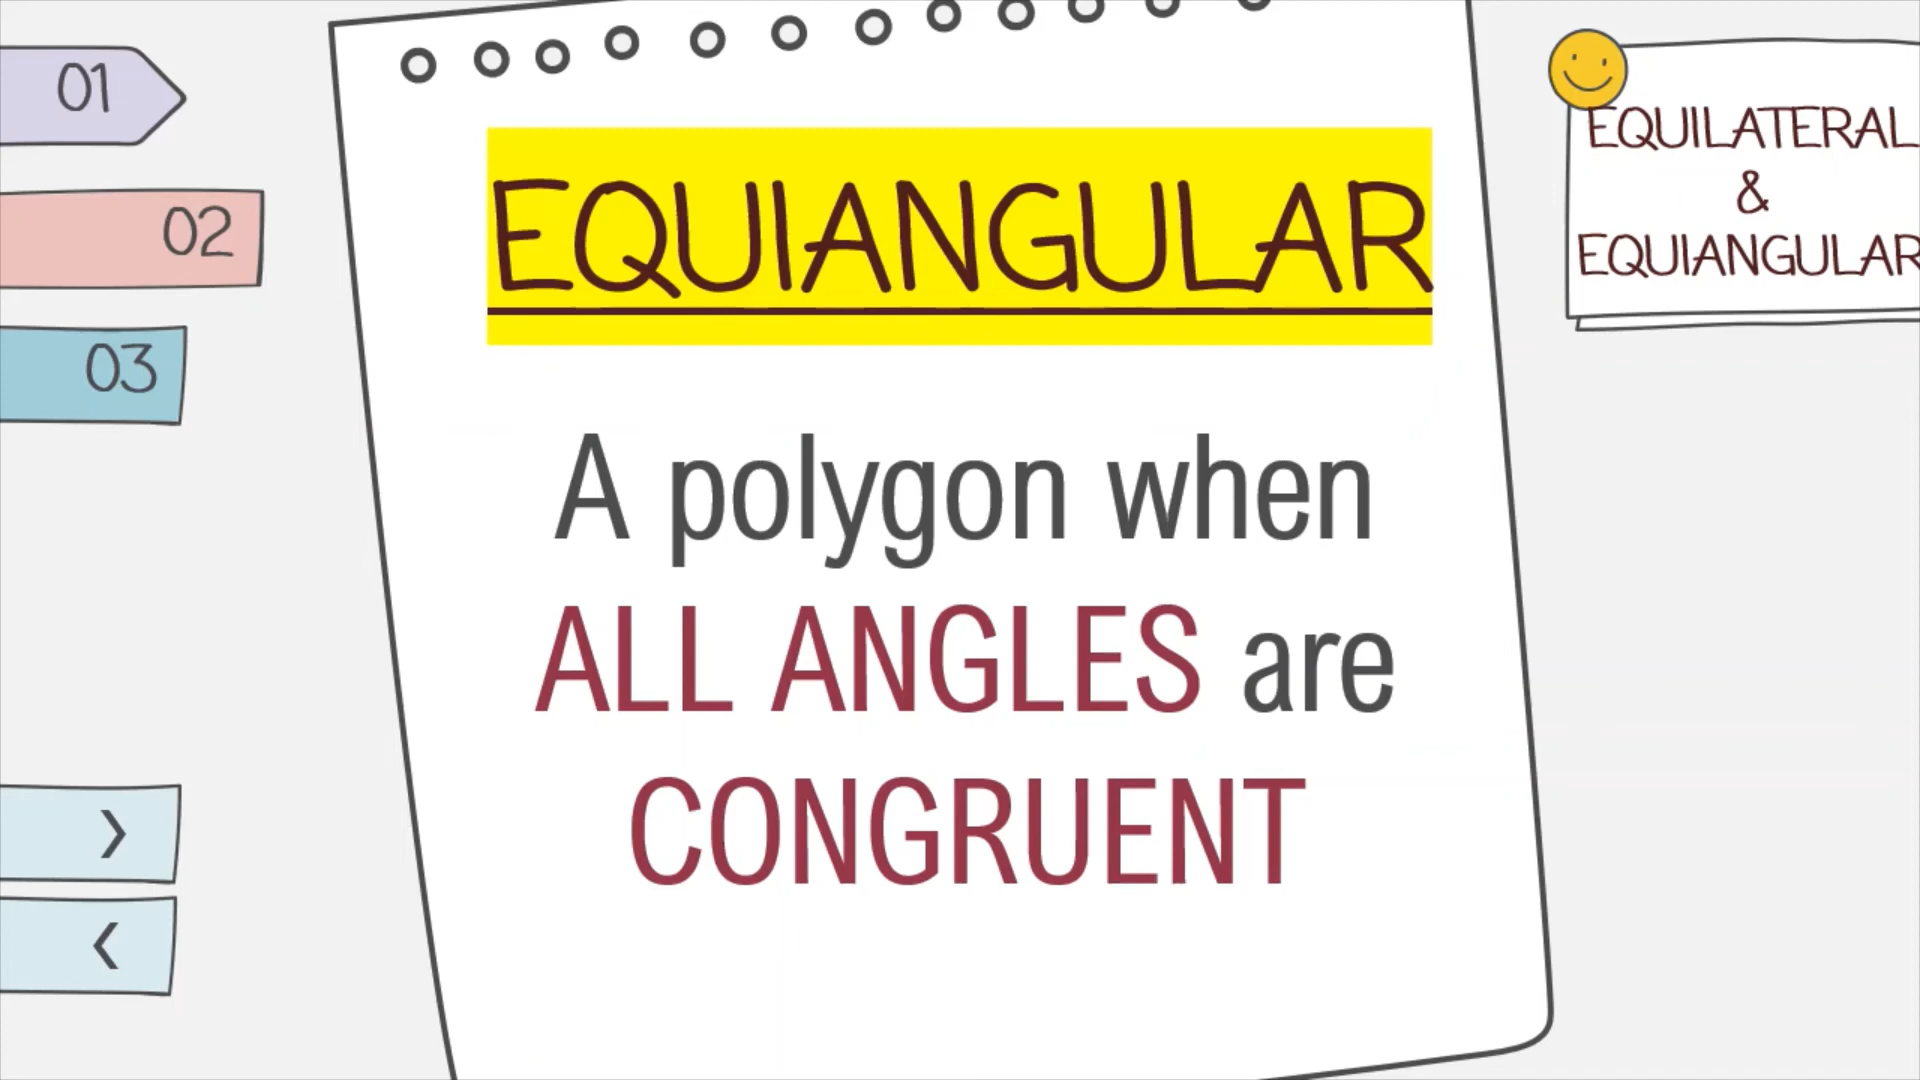 01
02
03
EQUIANGULAR
A polygon when
ALL ANGLES are
CONGRUENT
EQUILATERAL
&
EQUIANGULAR